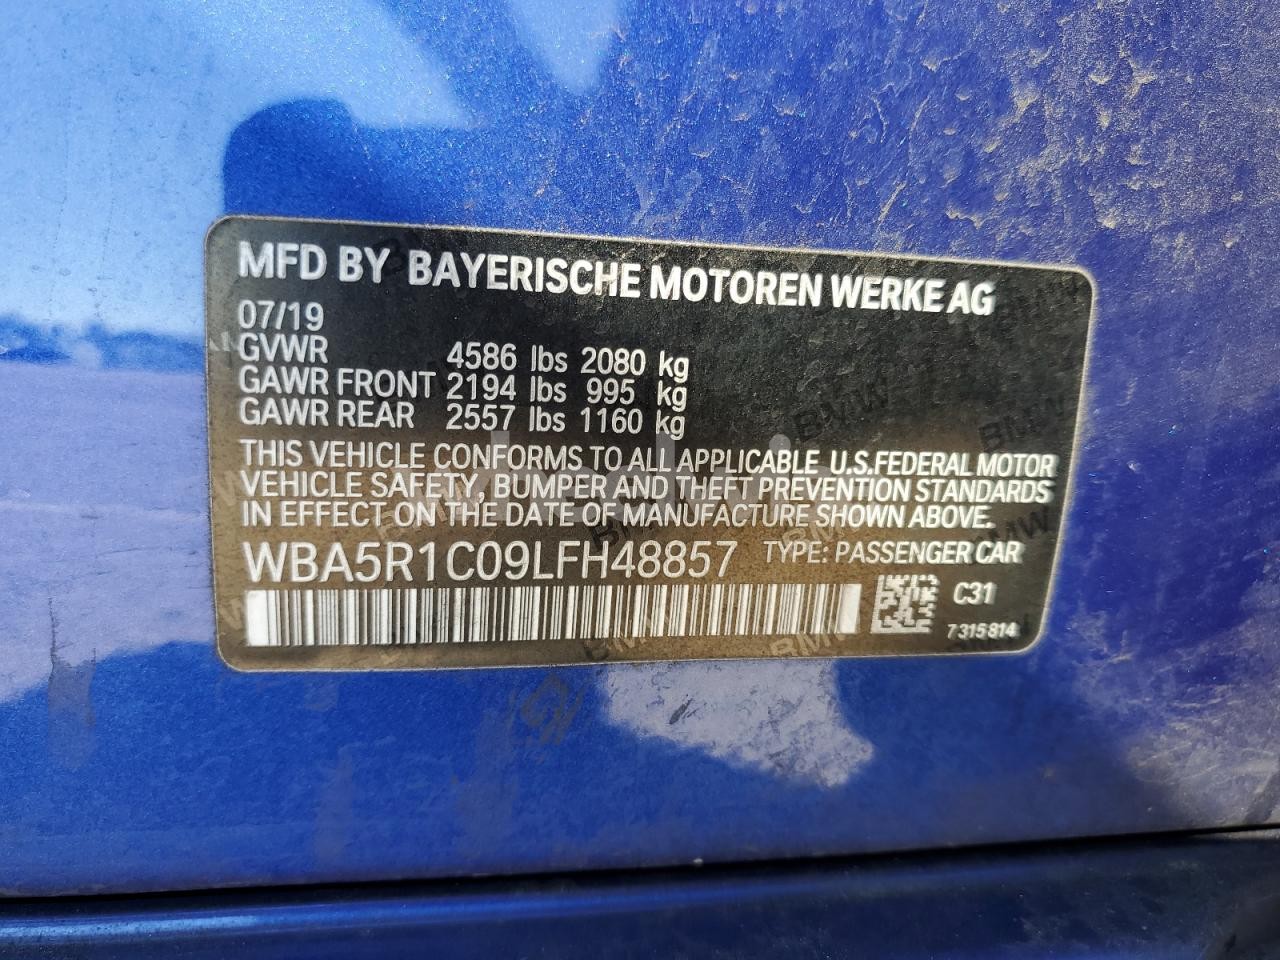 MFD BY BAYERISCHE MOTOREN WERKE AG
07/19
GVWR 4586 lbs 2080 kg
GAWR FRONT 2194 lbs 995 kg
GAWR REAR 2557 lbs 1160 kg
THIS VEHICLE CONFORMS TO ALL APPLICABLE U.S.FEDERAL MOTOR
VEHICLE SAFETY, BUMPER AND THEFT PREVENTION STANDARDS
IN EFFECT ON THE DATE OF MANUFACTURE SHOWN ABOVE.
WBA5R1C09LFH48857 TYPE: PASSENGER CAR
C31
7315814